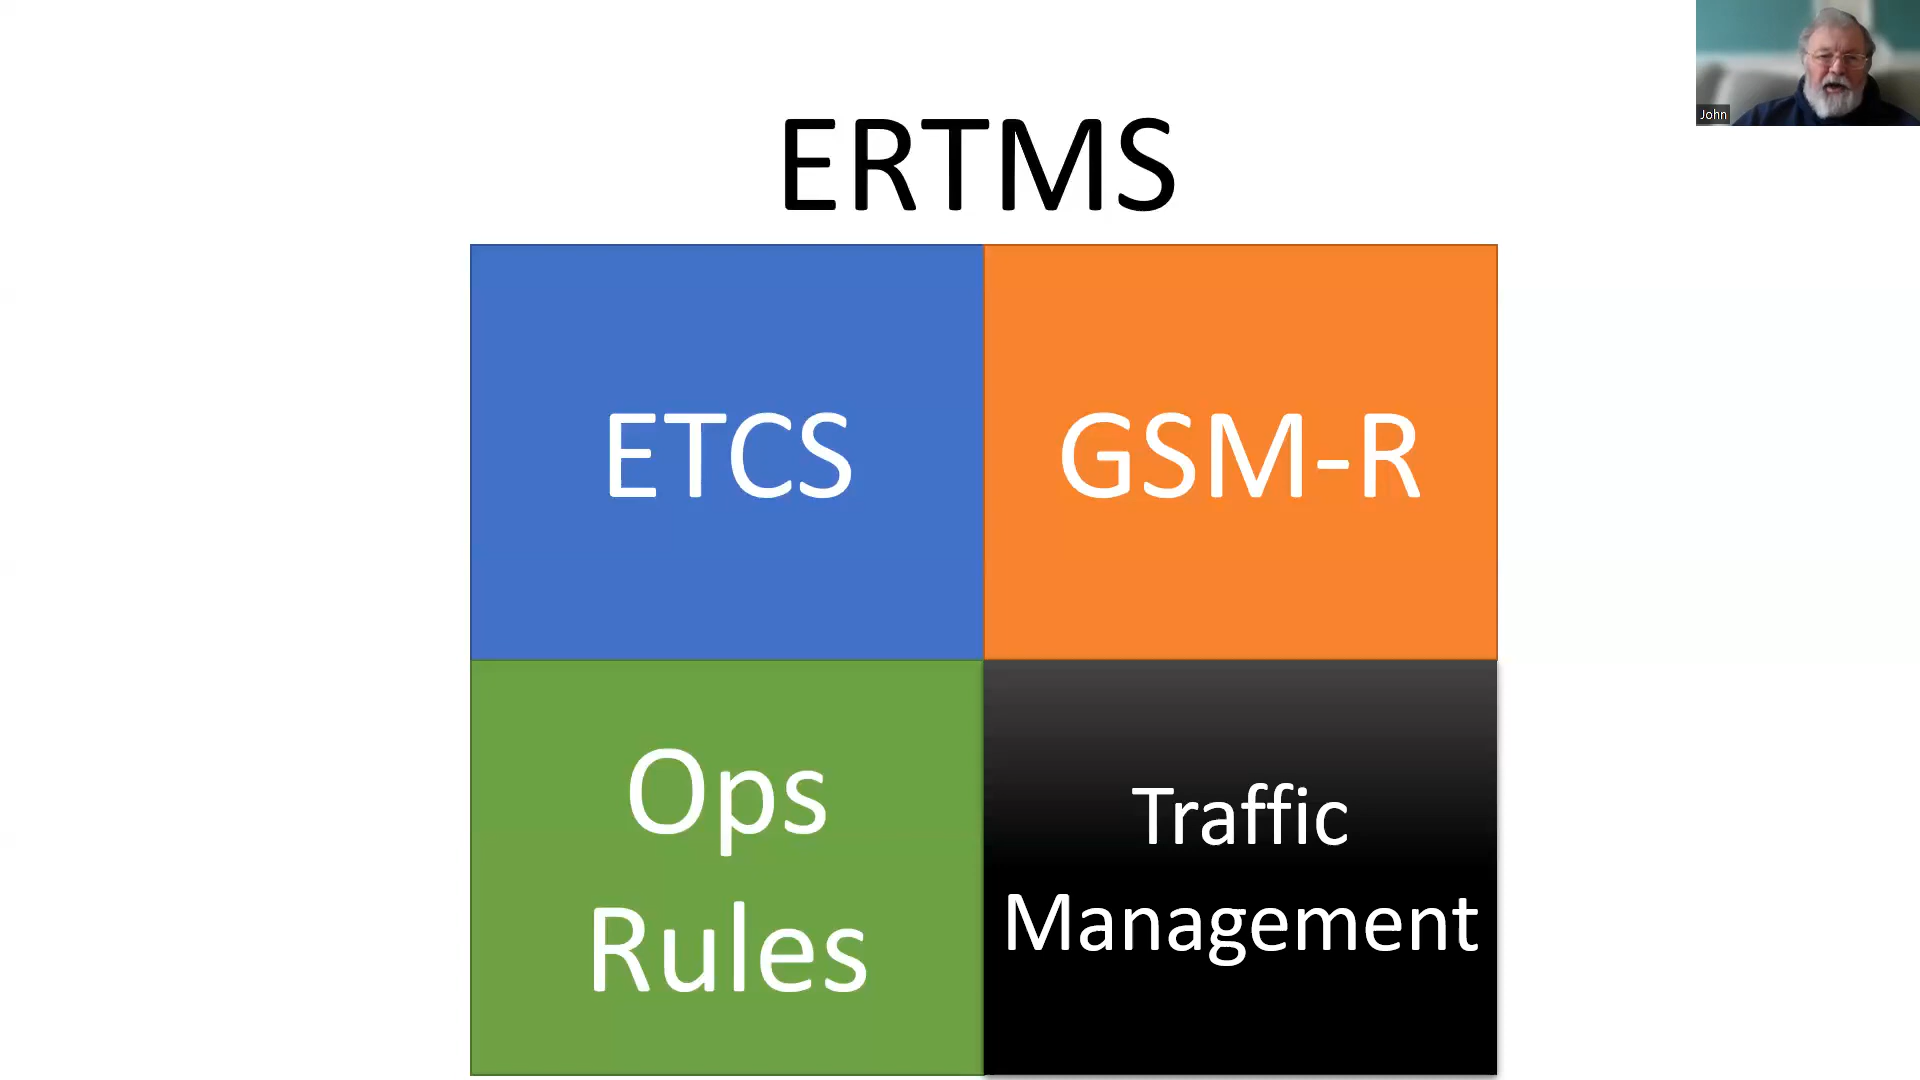 John
ERTMS
ETCS
GSM-R
Ops
Rules
Traffic
Management